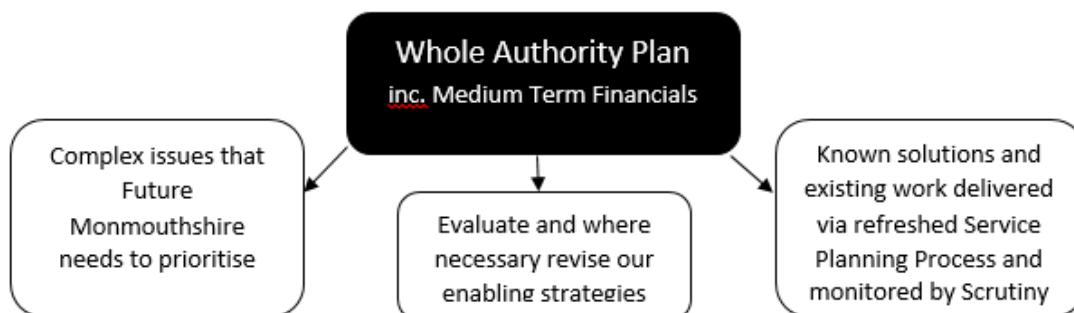 Whole Authority Plan
inc. Medium Term Financials
Complex issues that
Future
Monmouthshire
needs to prioritise
Evaluate and where
necessary revise our
enabling strategies
Known solutions and
existing work delivered
via refreshed Service
Planning Process and
monitored by Scrutiny